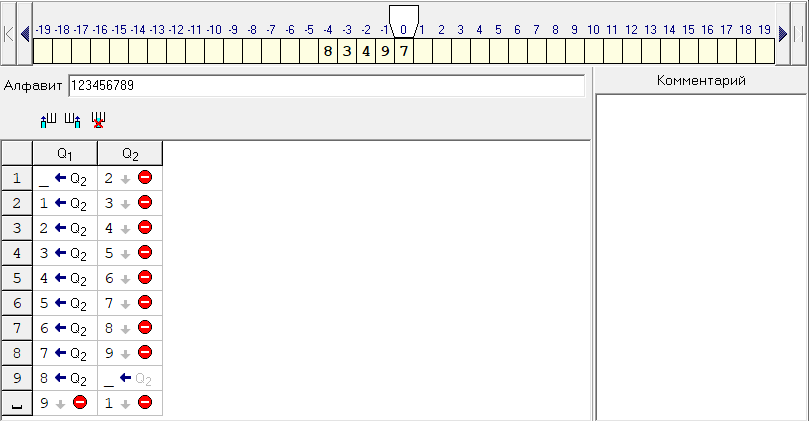 -19 -18 -17 -16 -15 -14 -13 -12 -11 -10 -9 -8 -7 -6 -5 -4 -3 -2 -1 0 1 2 3 4 5 6 7 8 9 10 11 12 13 14 15 16 17 18 19
8 3 4 9 7
Алфавит 123456789
Комментарий
Q1 Q2
1 _ ← Q2 2 ↓
2 1 ← Q2 3 ↓
3 2 ← Q2 4 ↓
4 3 ← Q2 5 ↓
5 4 ← Q2 6 ↓
6 5 ← Q2 7 ↓
7 6 ← Q2 8 ↓
8 7 ← Q2 9 ↓
9 8 ← Q2 _ ← Q2
␣ 9 ↓ 1 ↓